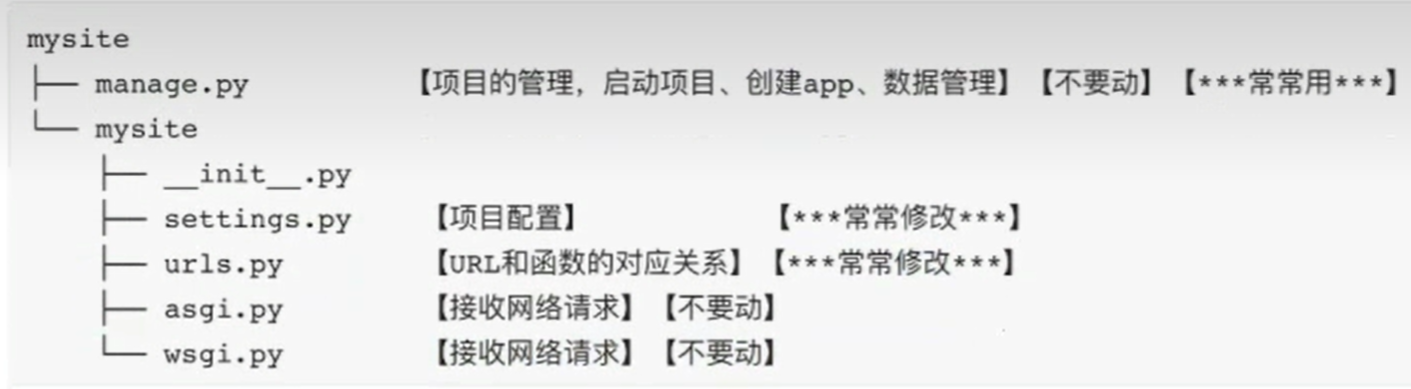 mysite
├── manage.py 【项目的管理，启动项目、创建app、数据管理】【不要动】【***常常用***】
└── mysite
    ├── __init__.py
    ├── settings.py 【项目配置】 【***常常修改***】
    ├── urls.py 【URL和函数的对应关系】【***常常修改***】
    ├── asgi.py 【接收网络请求】【不要动】
    └── wsgi.py 【接收网络请求】【不要动】